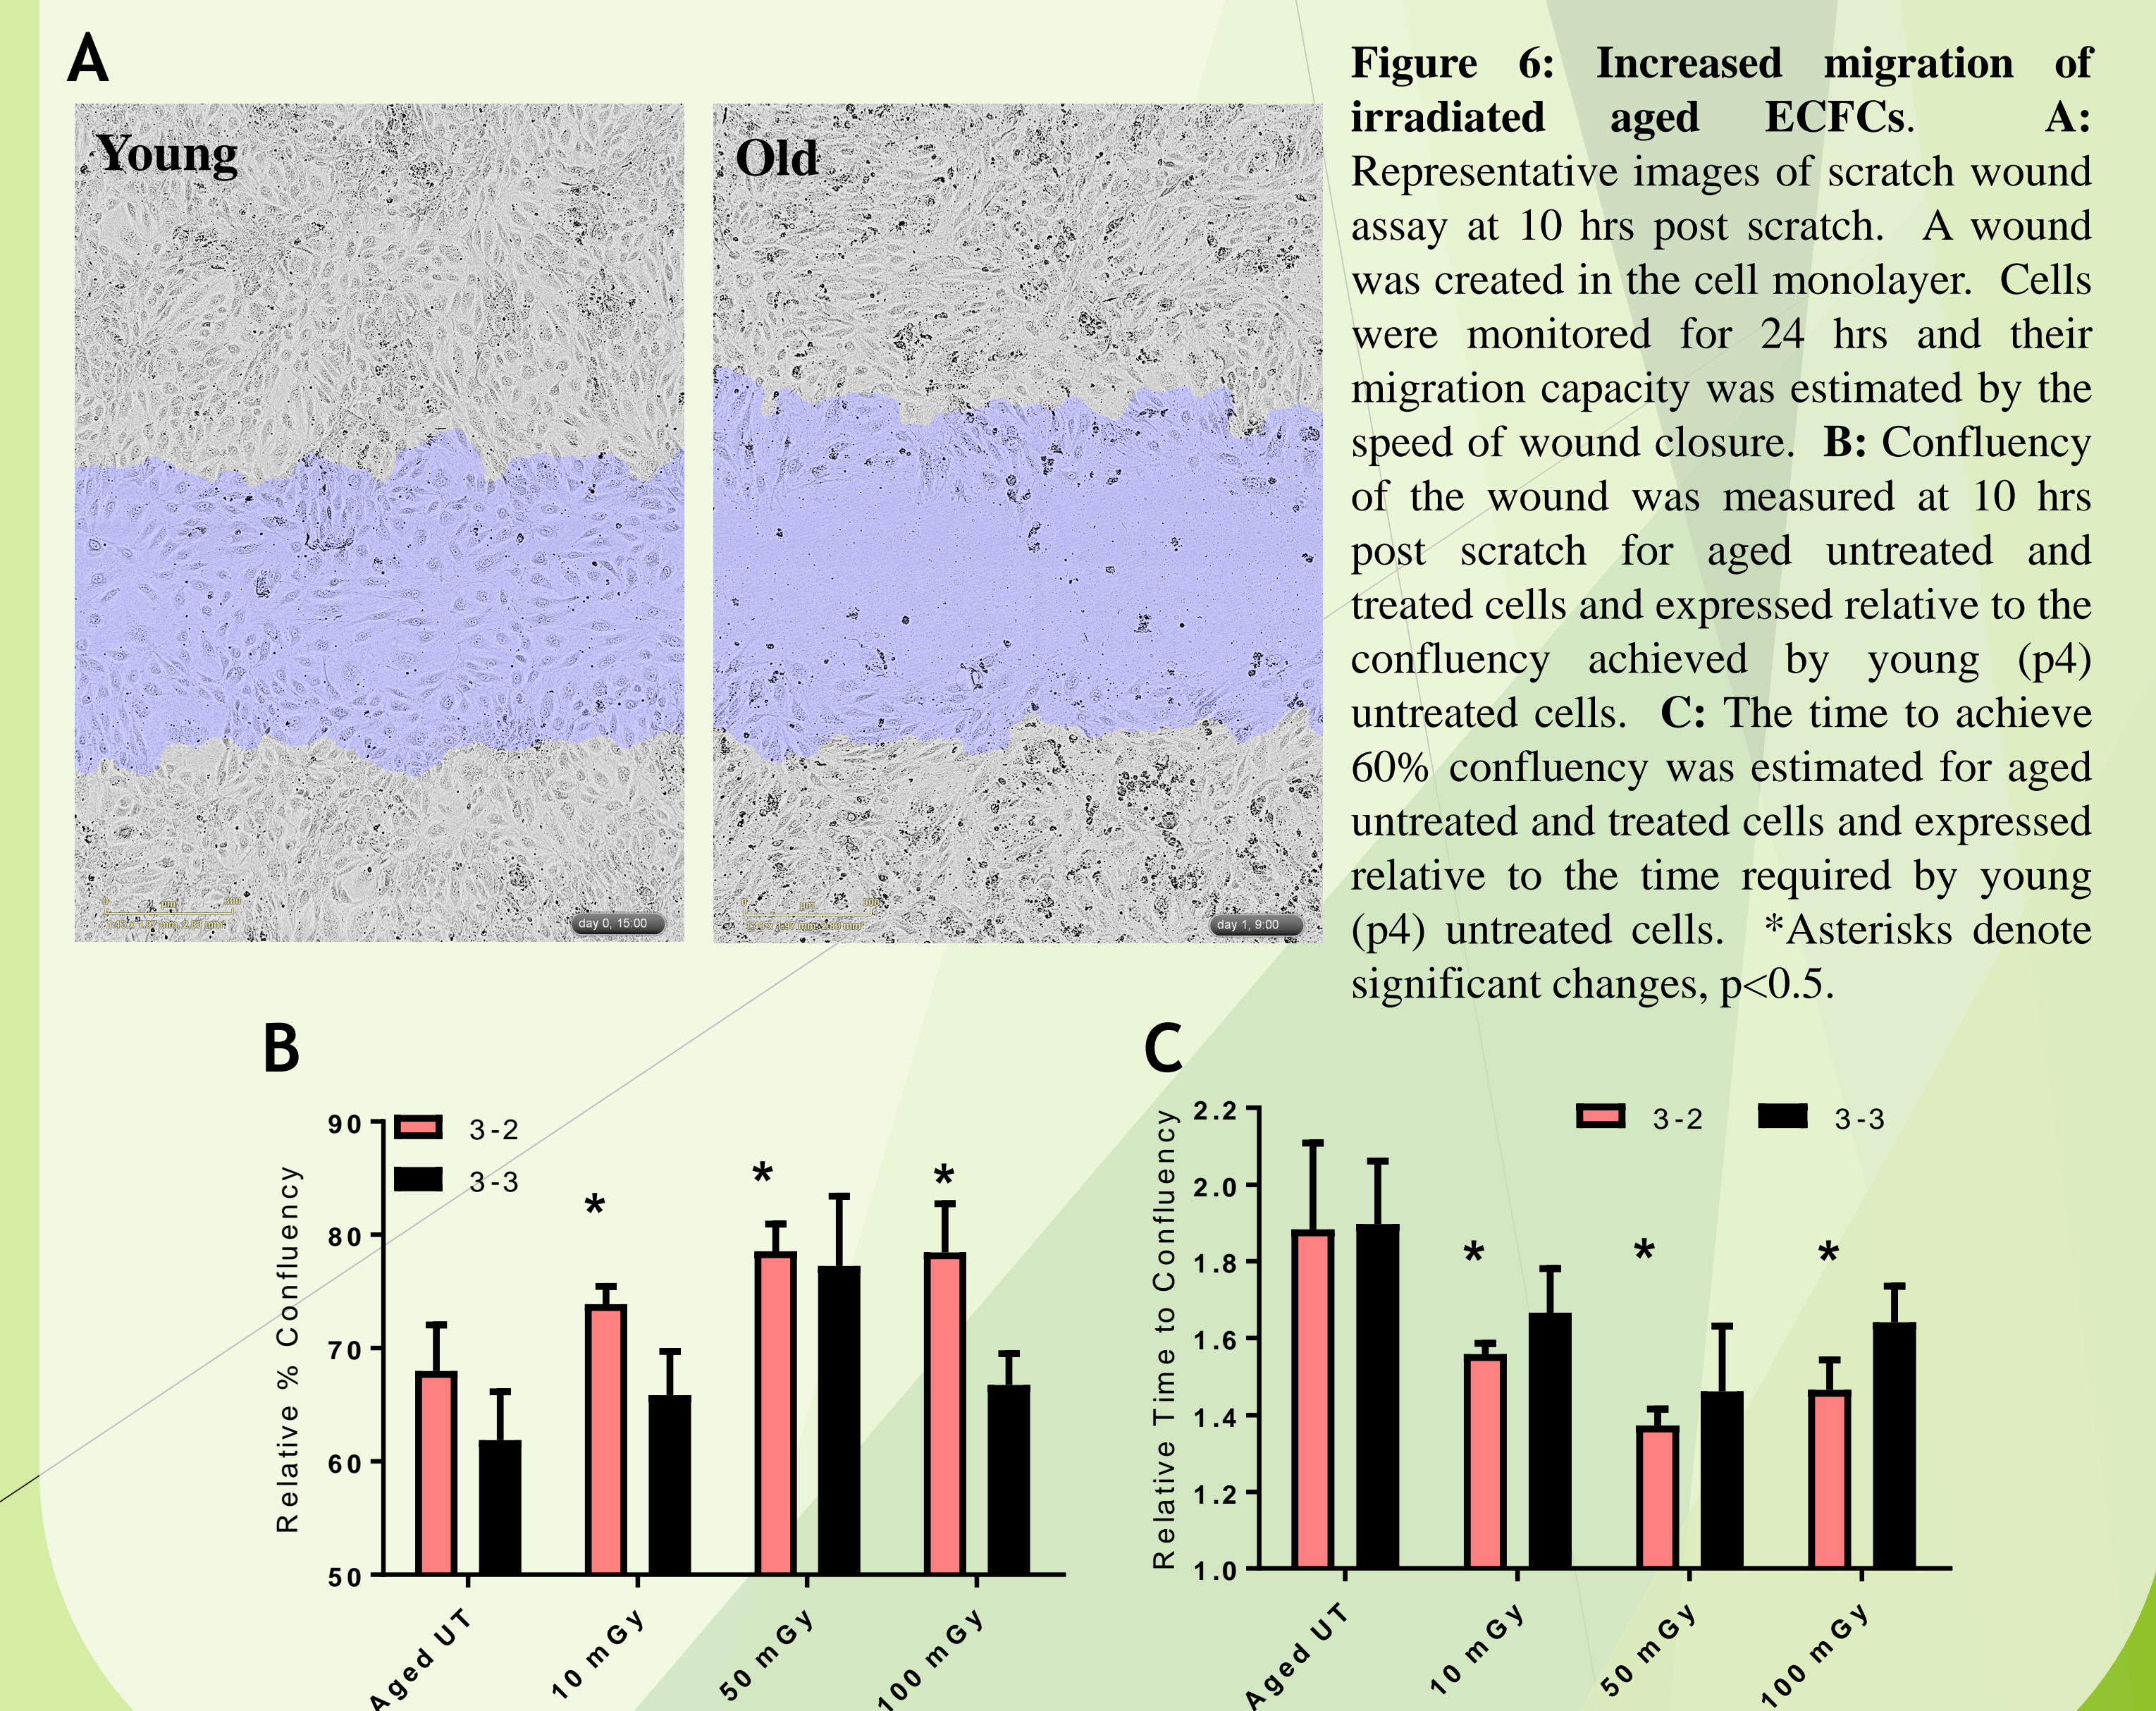 A
Young
Old
0 µm 300
day 0, 15:00
0 µm 300
day 1, 9:00
Figure 6: Increased migration of
irradiated aged ECFCs. A:
Representative images of scratch wound
assay at 10 hrs post scratch. A wound
was created in the cell monolayer. Cells
were monitored for 24 hrs and their
migration capacity was estimated by the
speed of wound closure. B: Confluency
of the wound was measured at 10 hrs
post scratch for aged untreated and
treated cells and expressed relative to the
confluency achieved by young (p4)
untreated cells. C: The time to achieve
60% confluency was estimated for aged
untreated and treated cells and expressed
relative to the time required by young
(p4) untreated cells. *Asterisks denote
significant changes, p<0.5.
B
Relative % Confluency
90
80
70
60
50
3-2
3-3
*
*
*
Aged UT
10 mGy
50 mGy
100 mGy
C
Relative Time to Confluency
2.2
2.0
1.8
1.6
1.4
1.2
1.0
3-2
3-3
*
*
*
Aged UT
10 mGy
50 mGy
100 mGy